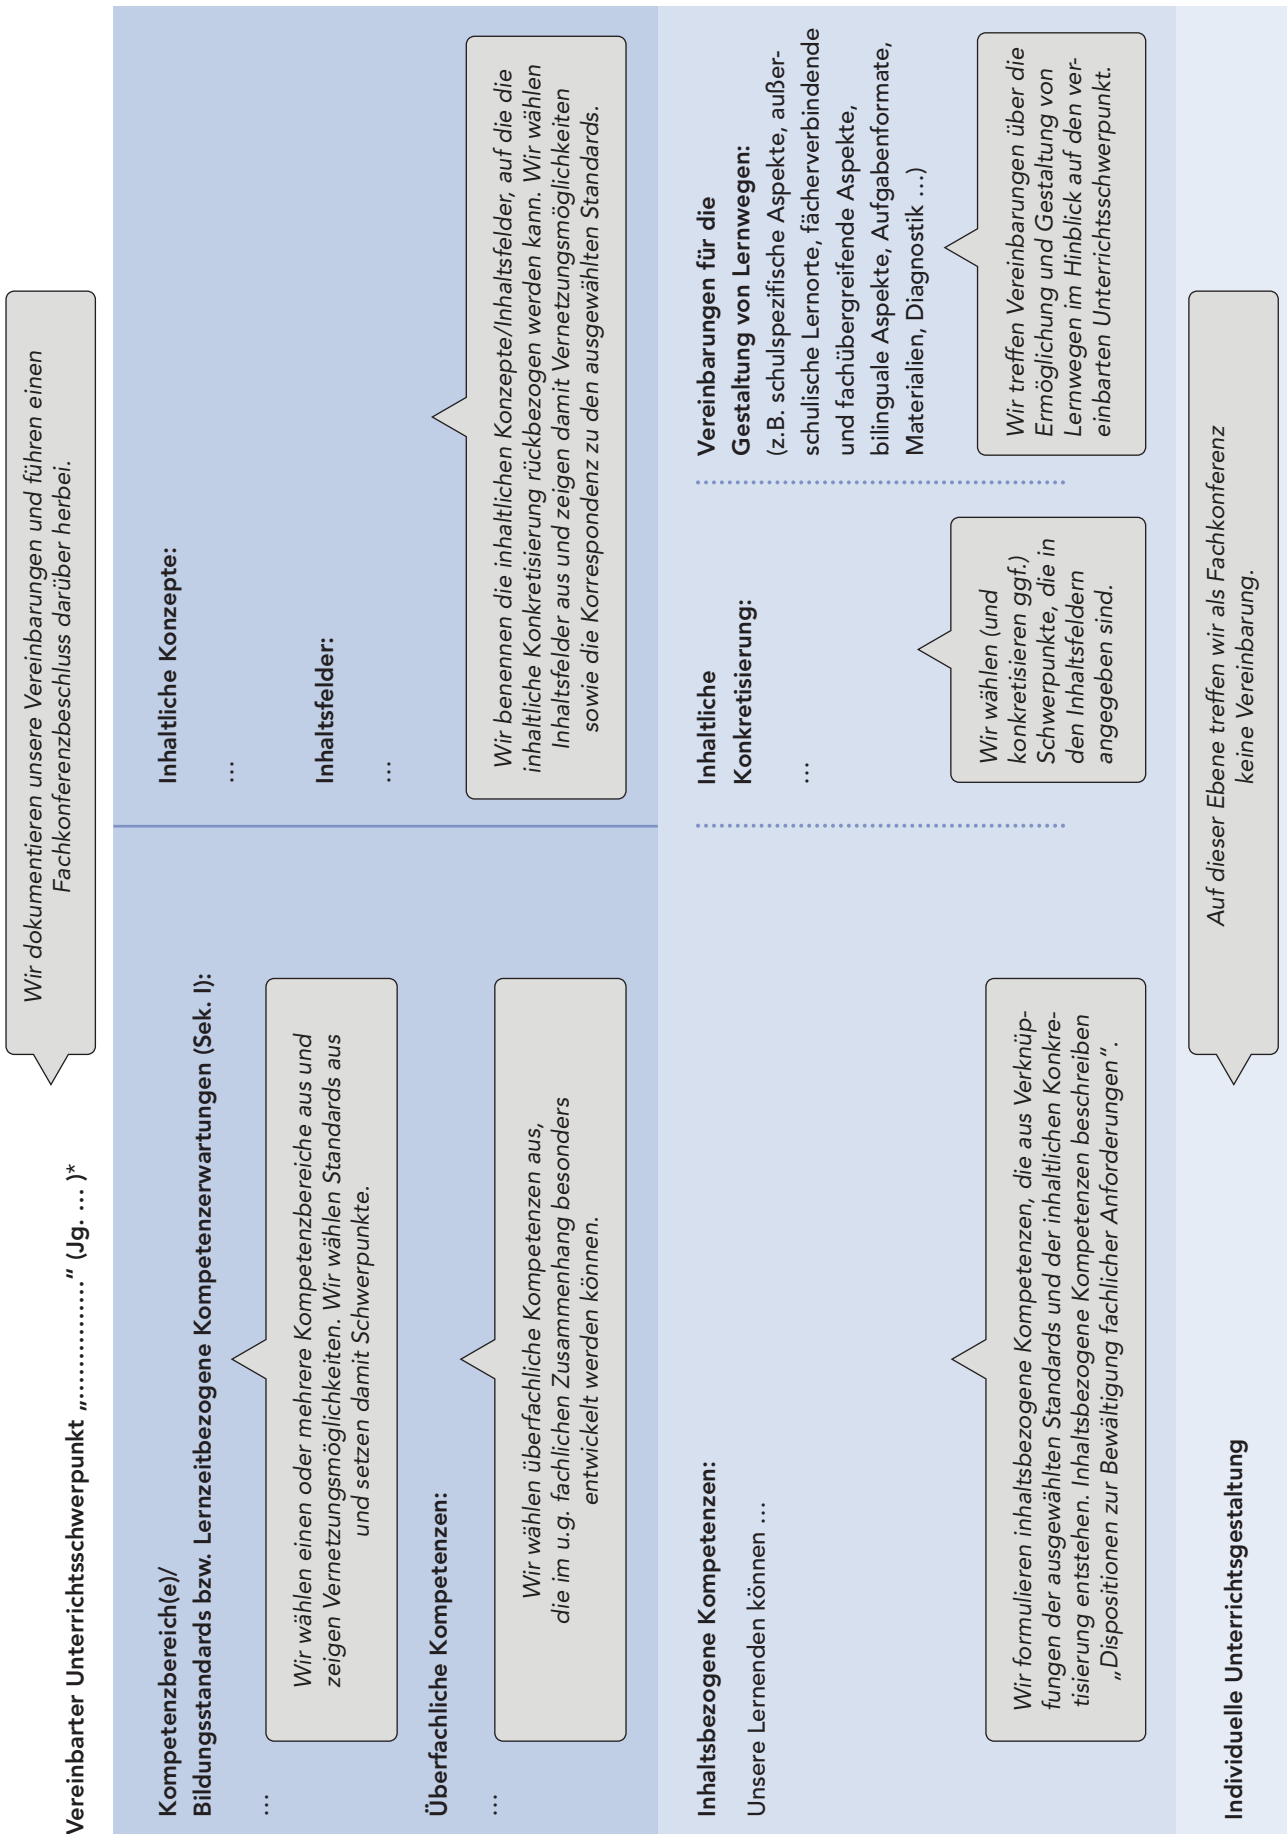 Vereinbarter Unterrichtsschwerpunkt „..............“ (Jg. …)*
Wir dokumentieren unsere Vereinbarungen und führen einen
Fachkonferenzbeschluss darüber herbei.
Kompetenzbereich(e)/
Bildungsstandards bzw. Lernzeitbezogene Kompetenzerwartungen (Sek. I):
…
Wir wählen einen oder mehrere Kompetenzbereiche aus und
zeigen Vernetzungsmöglichkeiten. Wir wählen Standards aus
und setzen damit Schwerpunkte.
Überfachliche Kompetenzen:
…
Wir wählen überfachliche Kompetenzen aus,
die im u.g. fachlichen Zusammenhang besonders
entwickelt werden können.
Inhaltliche Konzepte:
…
Inhaltsfelder:
…
Wir benennen die inhaltlichen Konzepte/Inhaltsfelder, auf die die
inhaltliche Konkretisierung rückbezogen werden kann. Wir wählen
Inhaltsfelder aus und zeigen damit Vernetzungsmöglichkeiten
sowie die Korrespondenz zu den ausgewählten Standards.
Inhaltsbezogene Kompetenzen:
Unsere Lernenden können …
Wir formulieren inhaltsbezogene Kompetenzen, die aus Verknüp-
fungen der ausgewählten Standards und der inhaltlichen Konkre-
tisierung entstehen. Inhaltsbezogene Kompetenzen beschreiben
„Dispositionen zur Bewältigung fachlicher Anforderungen“.
Inhaltliche
Konkretisierung:
…
Wir wählen (und
konkretisieren ggf.)
Schwerpunkte, die in
den Inhaltsfeldern
angegeben sind.
Vereinbarungen für die
Gestaltung von Lernwegen:
(z.B. schulspezifische Aspekte, außer-
schulische Lernorte, fächerverbindende
und fachübergreifende Aspekte,
bilinguale Aspekte, Aufgabenformate,
Materialien, Diagnostik …)
Wir treffen Vereinbarungen über die
Ermöglichung und Gestaltung von
Lernwegen im Hinblick auf den ver-
einbarten Unterrichtsschwerpunkt.
Individuelle Unterrichtsgestaltung
Auf dieser Ebene treffen wir als Fachkonferenz
keine Vereinbarung.